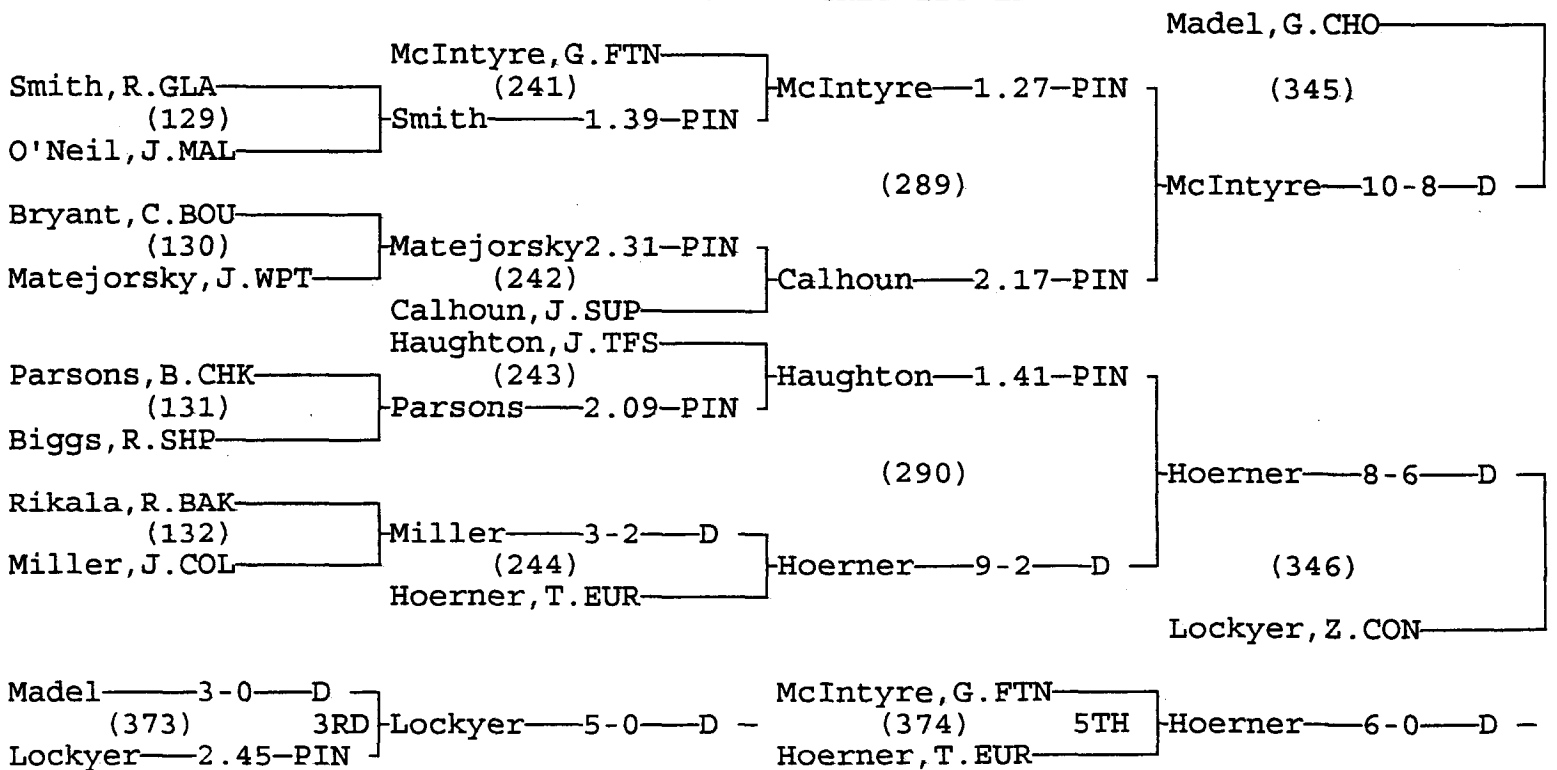 Madel,G.CHO
McIntyre,G.FTN
Smith,R.GLA (241) McIntyre 1.27-PIN (345)
(129) Smith 1.39-PIN
O'Neil,J.MAL
(289) McIntyre 10-8 D
Bryant,C.BOU
(130) Matejorsky2.31-PIN
Matejorsky,J.WPT (242) Calhoun 2.17-PIN
Calhoun,J.SUP
Haughton,J.TFS
Parsons,B.CHK (243) Haughton 1.41-PIN
(131) Parsons 2.09-PIN
Biggs,R.SHP
(290) Hoerner 8-6 D
Rikala,R.BAK
(132) Miller 3-2 D
Miller,J.COL (244) Hoerner 9-2 D (346)
Hoerner,T.EUR
Lockyer,Z.CON
Madel 3-0 D McIntyre,G.FTN
(373) 3RD Lockyer 5-0 D (374) 5TH Hoerner 6-0 D
Lockyer 2.45-PIN Hoerner,T.EUR